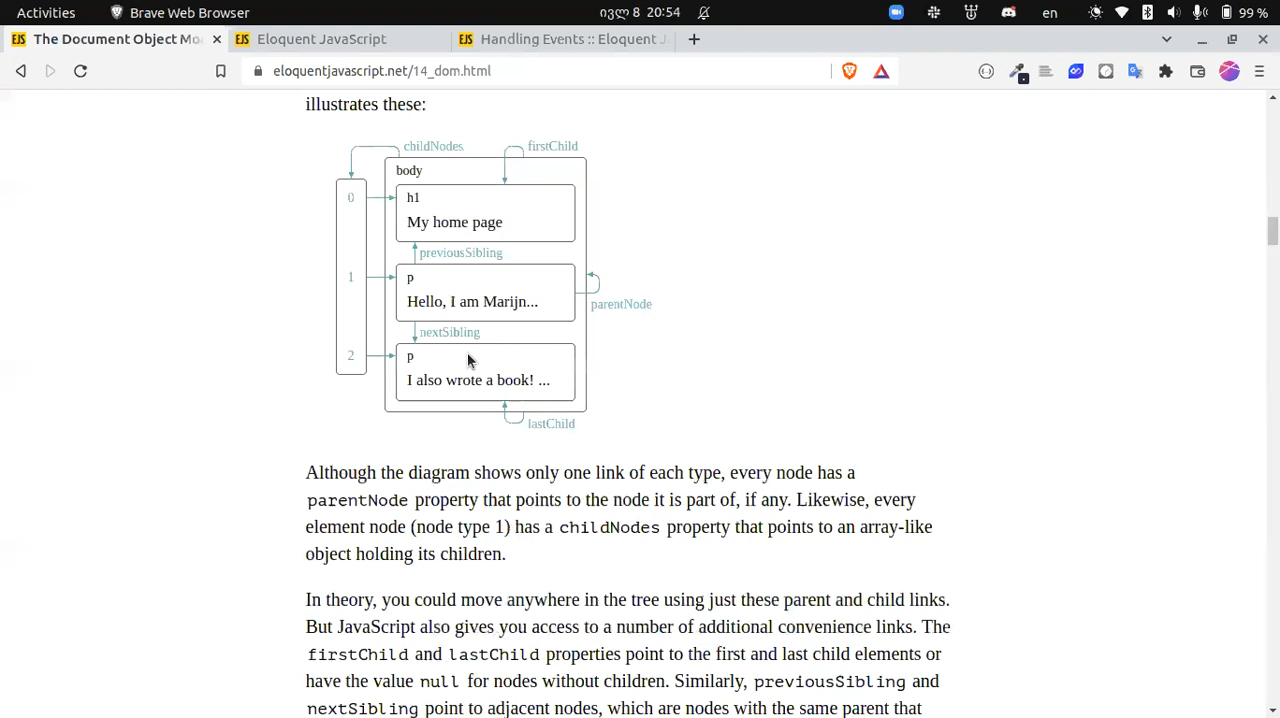 Activities Brave Web Browser ივლ 8 20:54 en 99 %
The Document Object Mo Eloquent JavaScript Handling Events :: Eloquent J
eloquentjavascript.net/14_dom.html
illustrates these:
childNodes firstChild
body
0 h1
My home page
previousSibling
1 p
Hello, I am Marijn...
parentNode
nextSibling
2 p
I also wrote a book! ...
lastChild
Although the diagram shows only one link of each type, every node has a
parentNode property that points to the node it is part of, if any. Likewise, every
element node (node type 1) has a childNodes property that points to an array-like
object holding its children.
In theory, you could move anywhere in the tree using just these parent and child links.
But JavaScript also gives you access to a number of additional convenience links. The
firstChild and lastChild properties point to the first and last child elements or
have the value null for nodes without children. Similarly, previousSibling and
nextSibling point to adjacent nodes, which are nodes with the same parent that